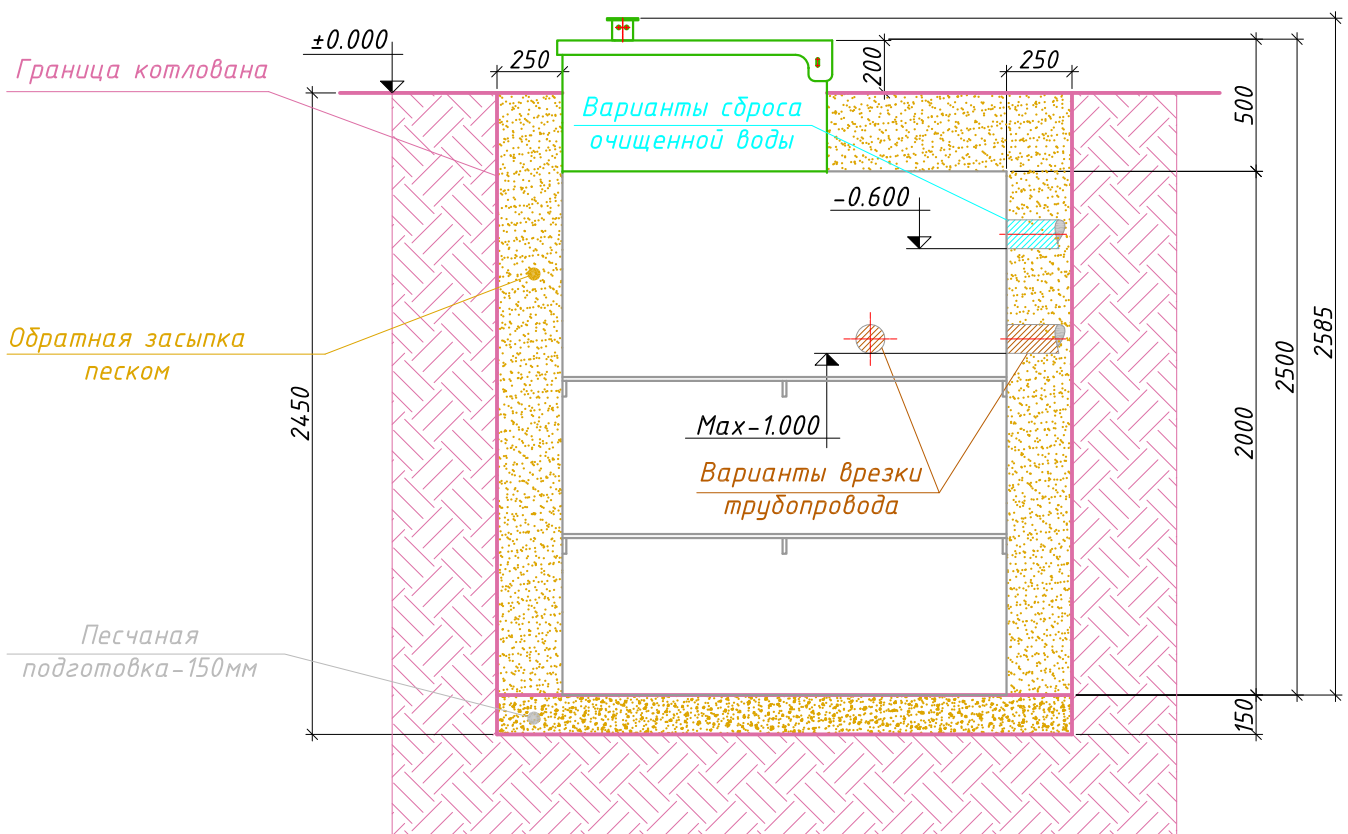 ±0.000
Граница котлована
250
200
250
500
Варианты сброса
очищенной воды
-0.600
2585
2500
Обратная засыпка
песком
2450
Max-1.000
2000
Варианты врезки
трубопровода
Песчаная
подготовка-150мм
150